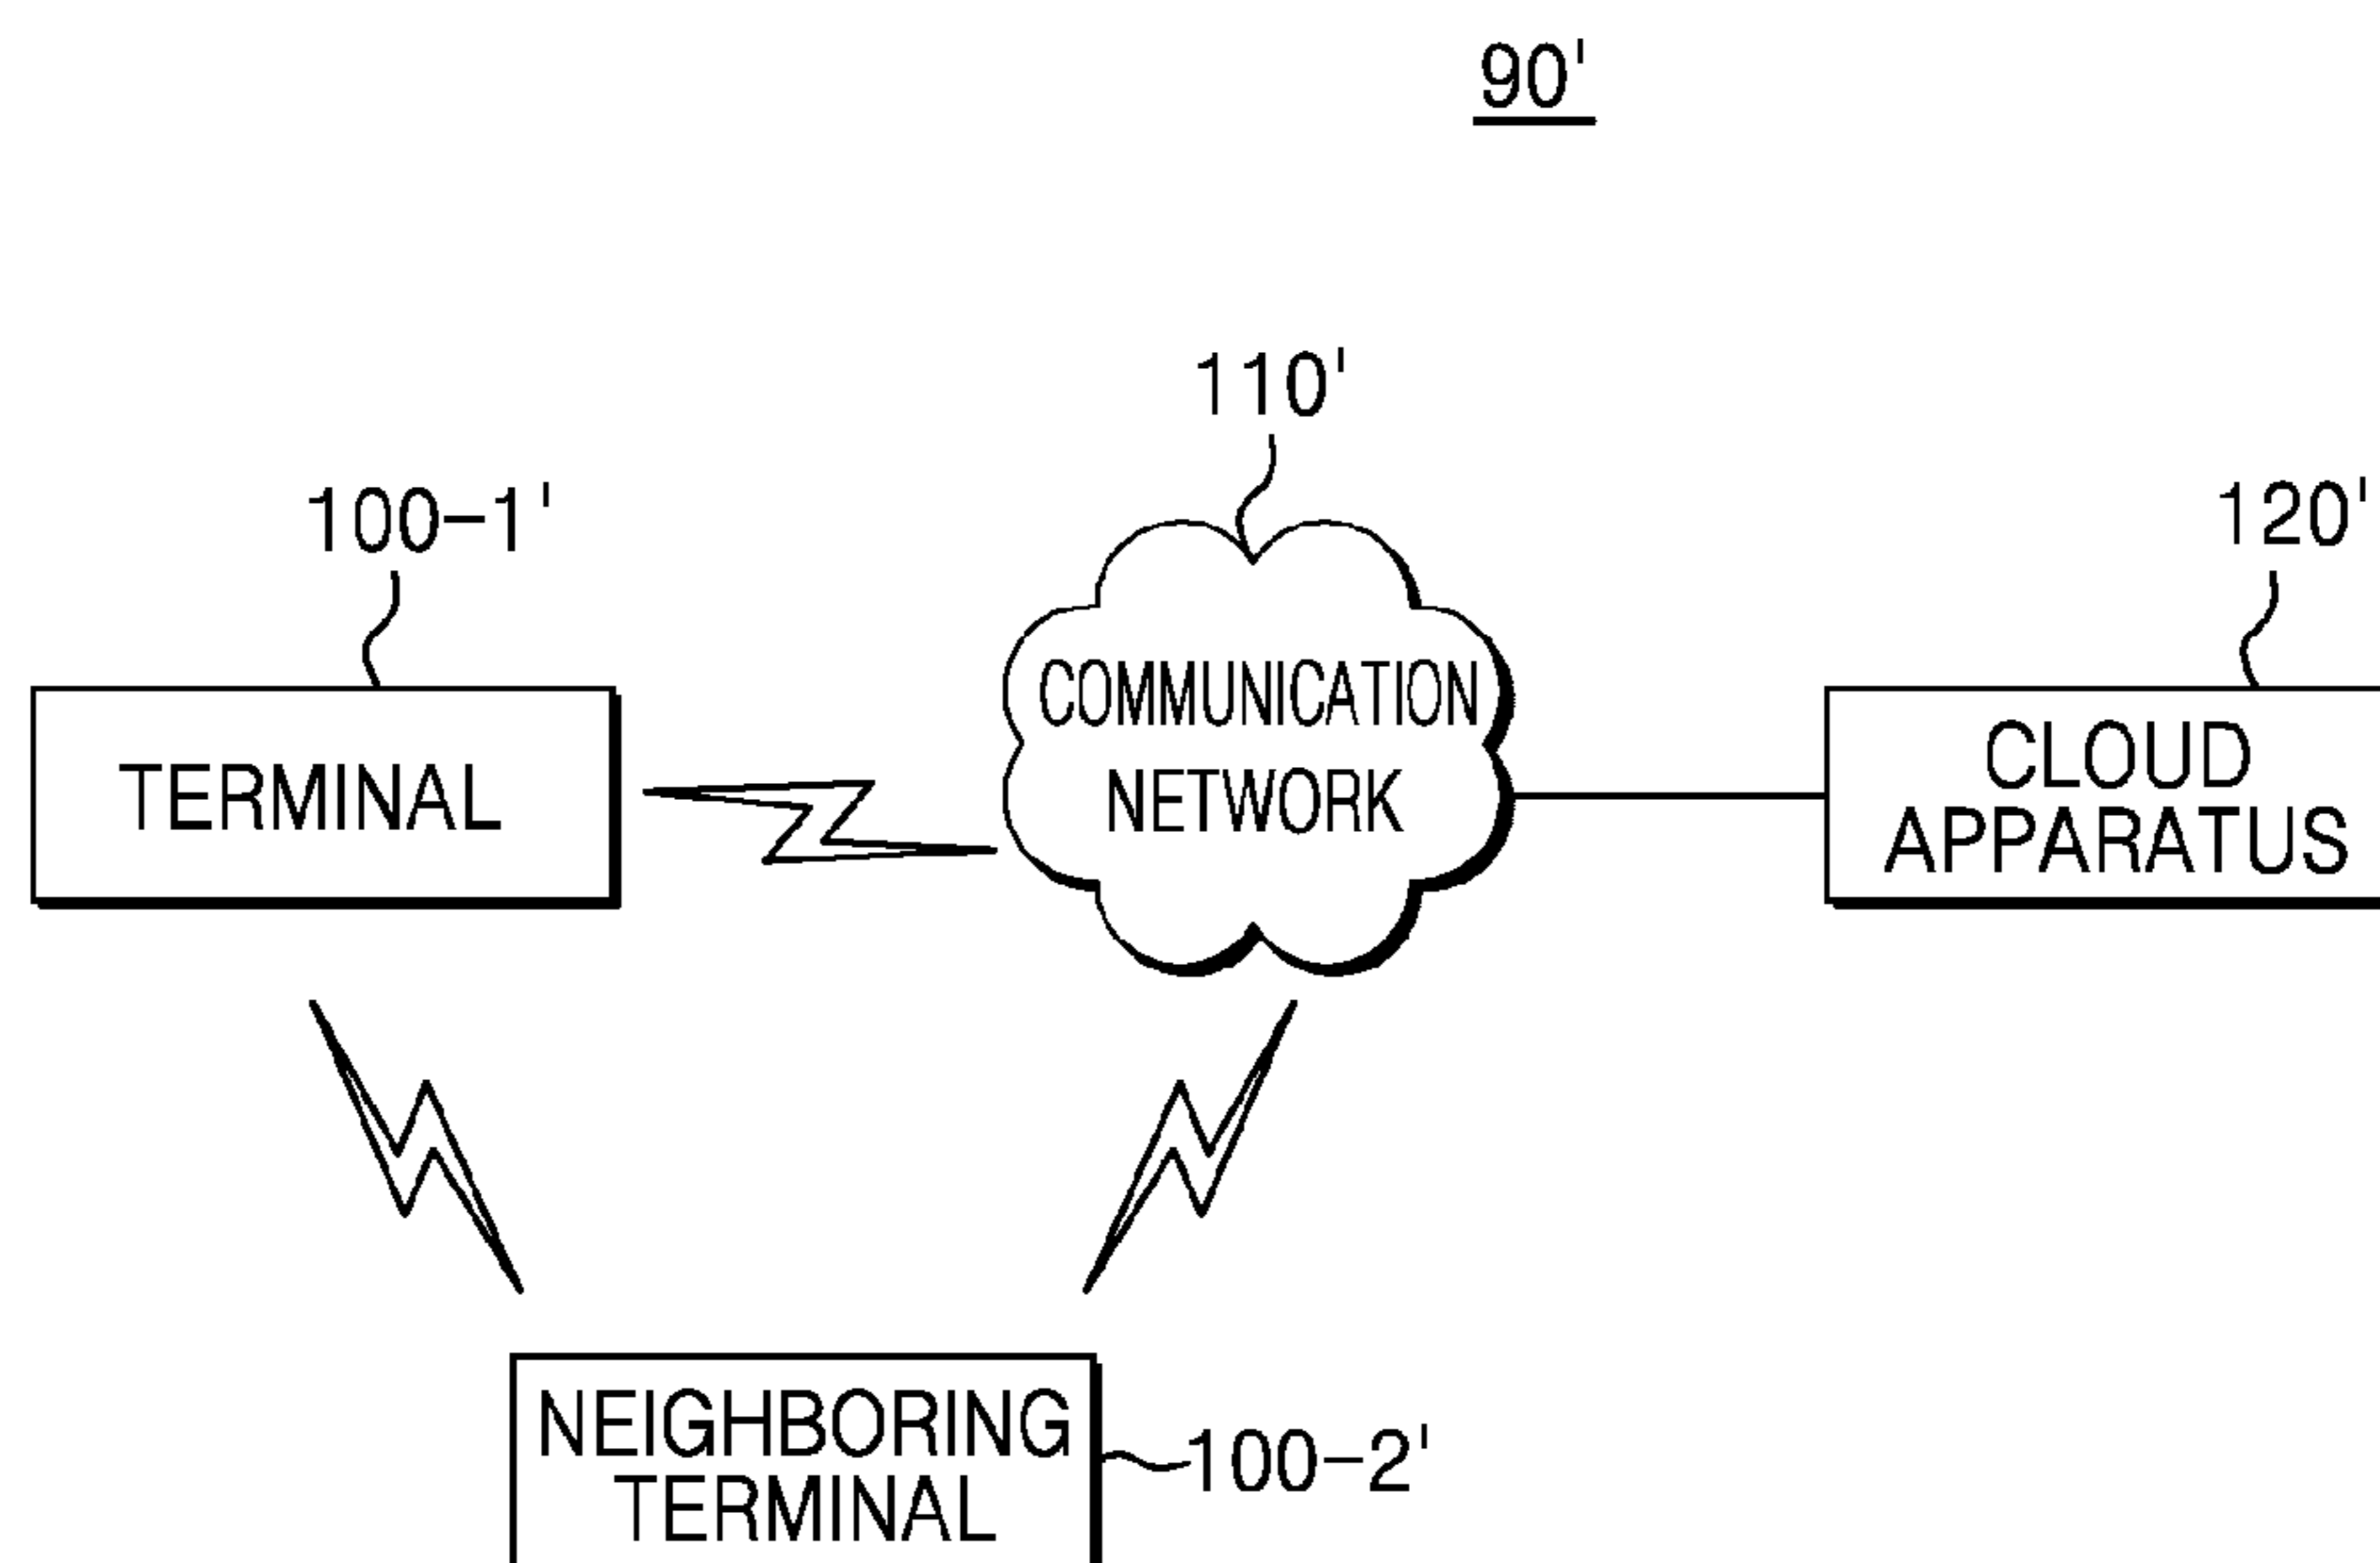 90'
110'
100-1'
120'
COMMUNICATION
NETWORK
TERMINAL
CLOUD
APPARATUS
NEIGHBORING
TERMINAL
100-2'